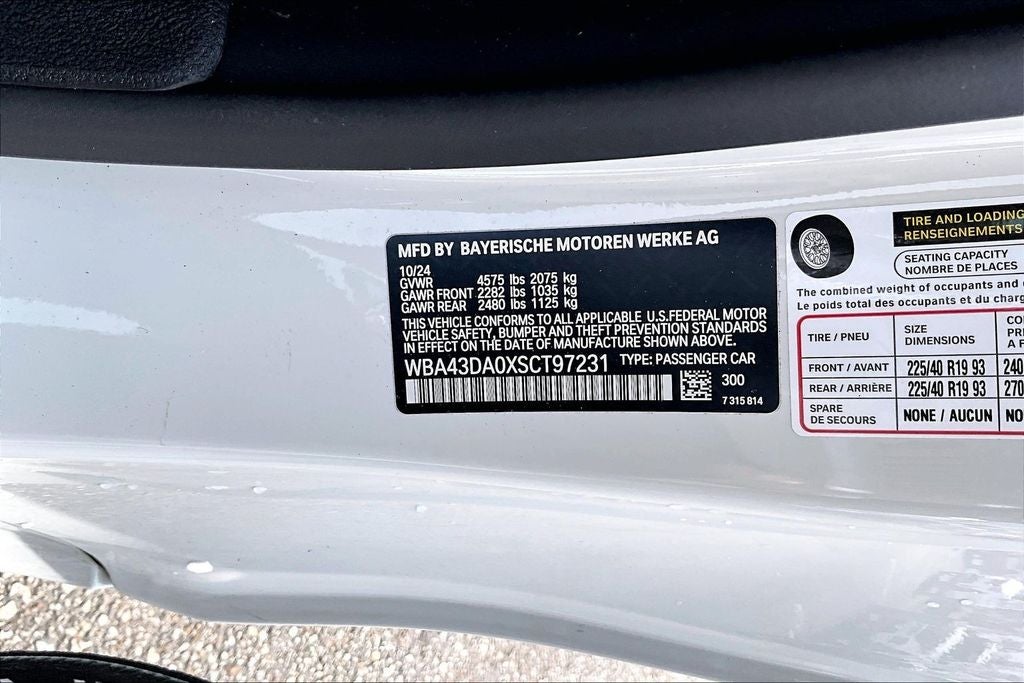 MFD BY BAYERISCHE MOTOREN WERKE AG
10/24
GVWR 4575 lbs 2075 kg
GAWR FRONT 2282 lbs 1035 kg
GAWR REAR 2480 lbs 1125 kg
THIS VEHICLE CONFORMS TO ALL APPLICABLE U.S.FEDERAL MOTOR
VEHICLE SAFETY, BUMPER AND THEFT PREVENTION STANDARDS
IN EFFECT ON THE DATE OF MANUFACTURE SHOWN ABOVE.
WBA43DA0XSCT97231 TYPE: PASSENGER CAR
300
7 315 814
TIRE AND LOADING
RENSEIGNEMENTS
SEATING CAPACITY
NOMBRE DE PLACES
The combined weight of occupants and
Le poids total des occupants et du
TIRE / PNEU
SIZE
DIMENSIONS
FRONT / AVANT 225/40 R19 93 240
REAR / ARRIÈRE 225/40 R19 93 270
SPARE
DE SECOURS
NONE / AUCUN